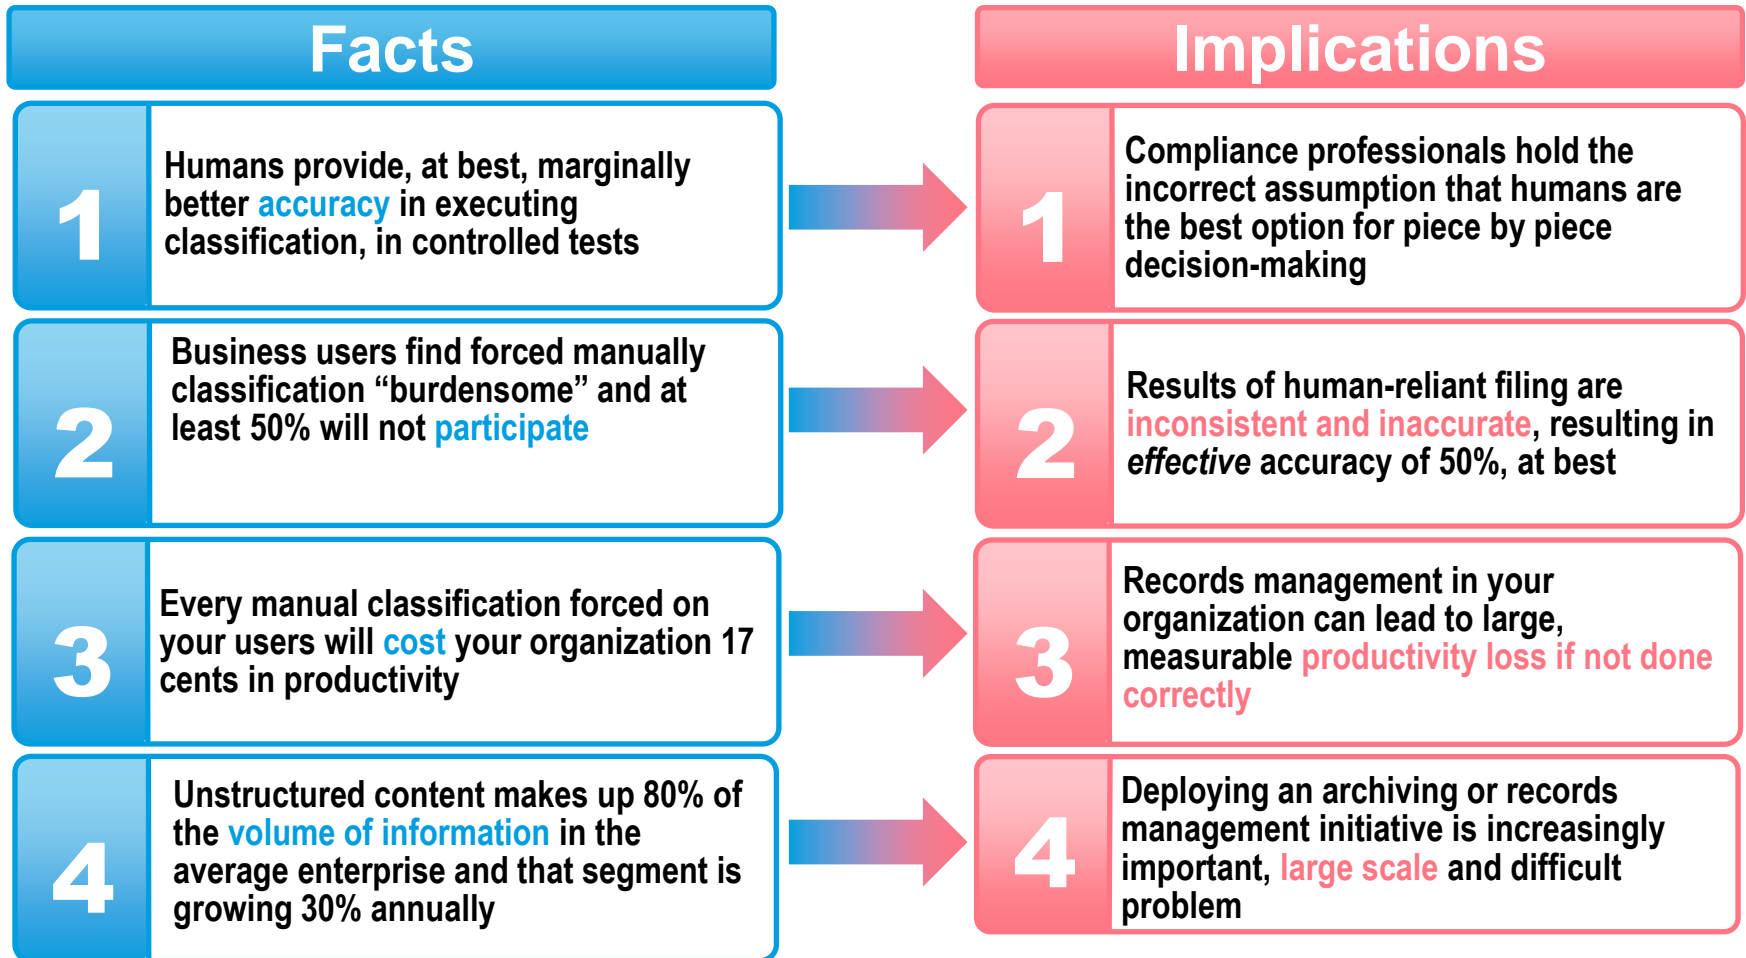 Facts
Implications
1
Humans provide, at best, marginally
better accuracy in executing
classification, in controlled tests
1
Compliance professionals hold the
incorrect assumption that humans are
the best option for piece by piece
decision-making
2
Business users find forced manually
classification “burdensome” and at
least 50% will not participate
2
Results of human-reliant filing are
inconsistent and inaccurate, resulting in
effective accuracy of 50%, at best
3
Every manual classification forced on
your users will cost your organization 17
cents in productivity
3
Records management in your
organization can lead to large,
measurable productivity loss if not done
correctly
4
Unstructured content makes up 80% of
the volume of information in the
average enterprise and that segment is
growing 30% annually
4
Deploying an archiving or records
management initiative is increasingly
important, large scale and difficult
problem